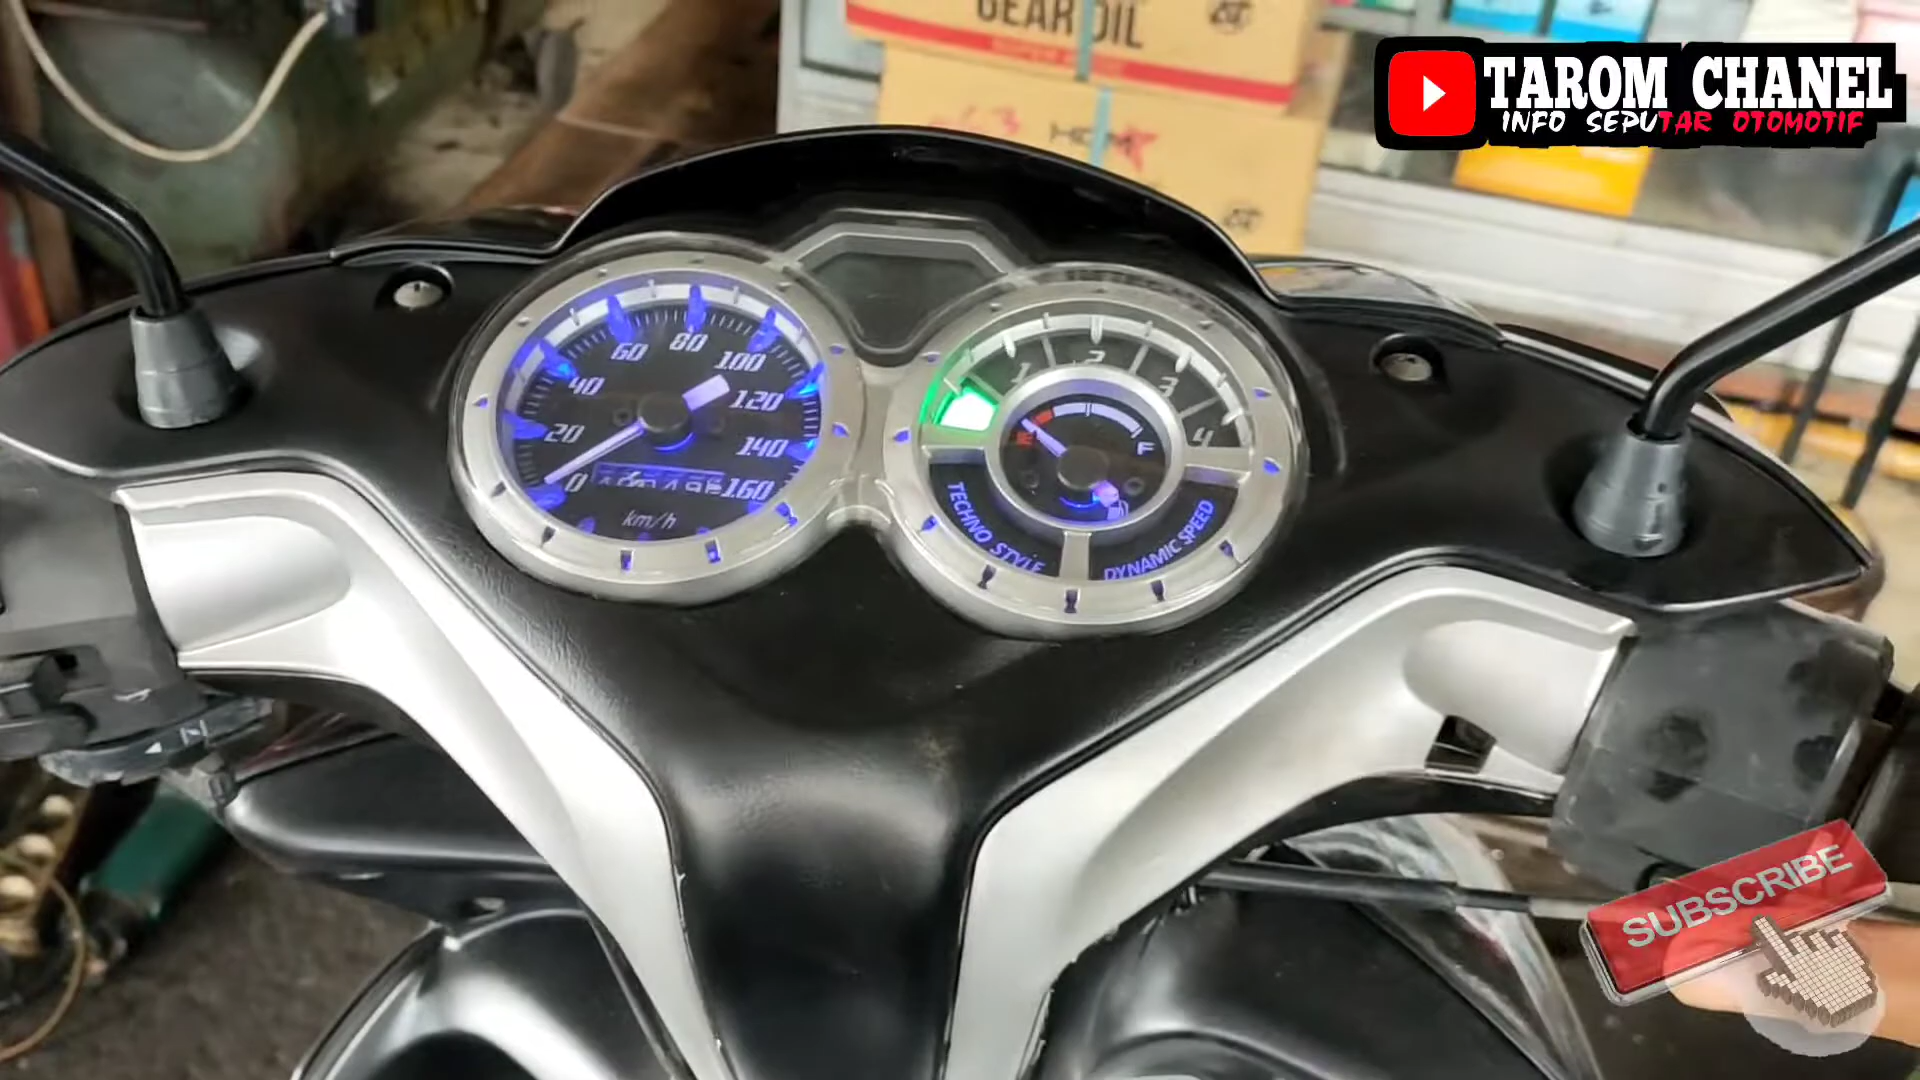 GEAR OIL
TAROM CHANEL
INFO SEPUTAR OTOMOTIF
60
80
100
40
120
20
140
0
160
km/h
1
2
3
4
F
TECHNO STYLE
DYNAMIC SPEED
SUBSCRIBE